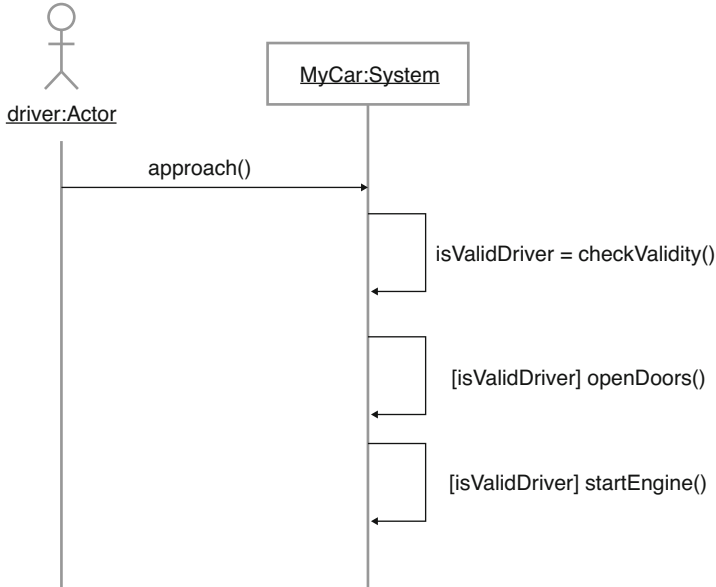 MyCar:System
driver:Actor
approach()
isValidDriver = checkValidity()
[isValidDriver] openDoors()
[isValidDriver] startEngine()